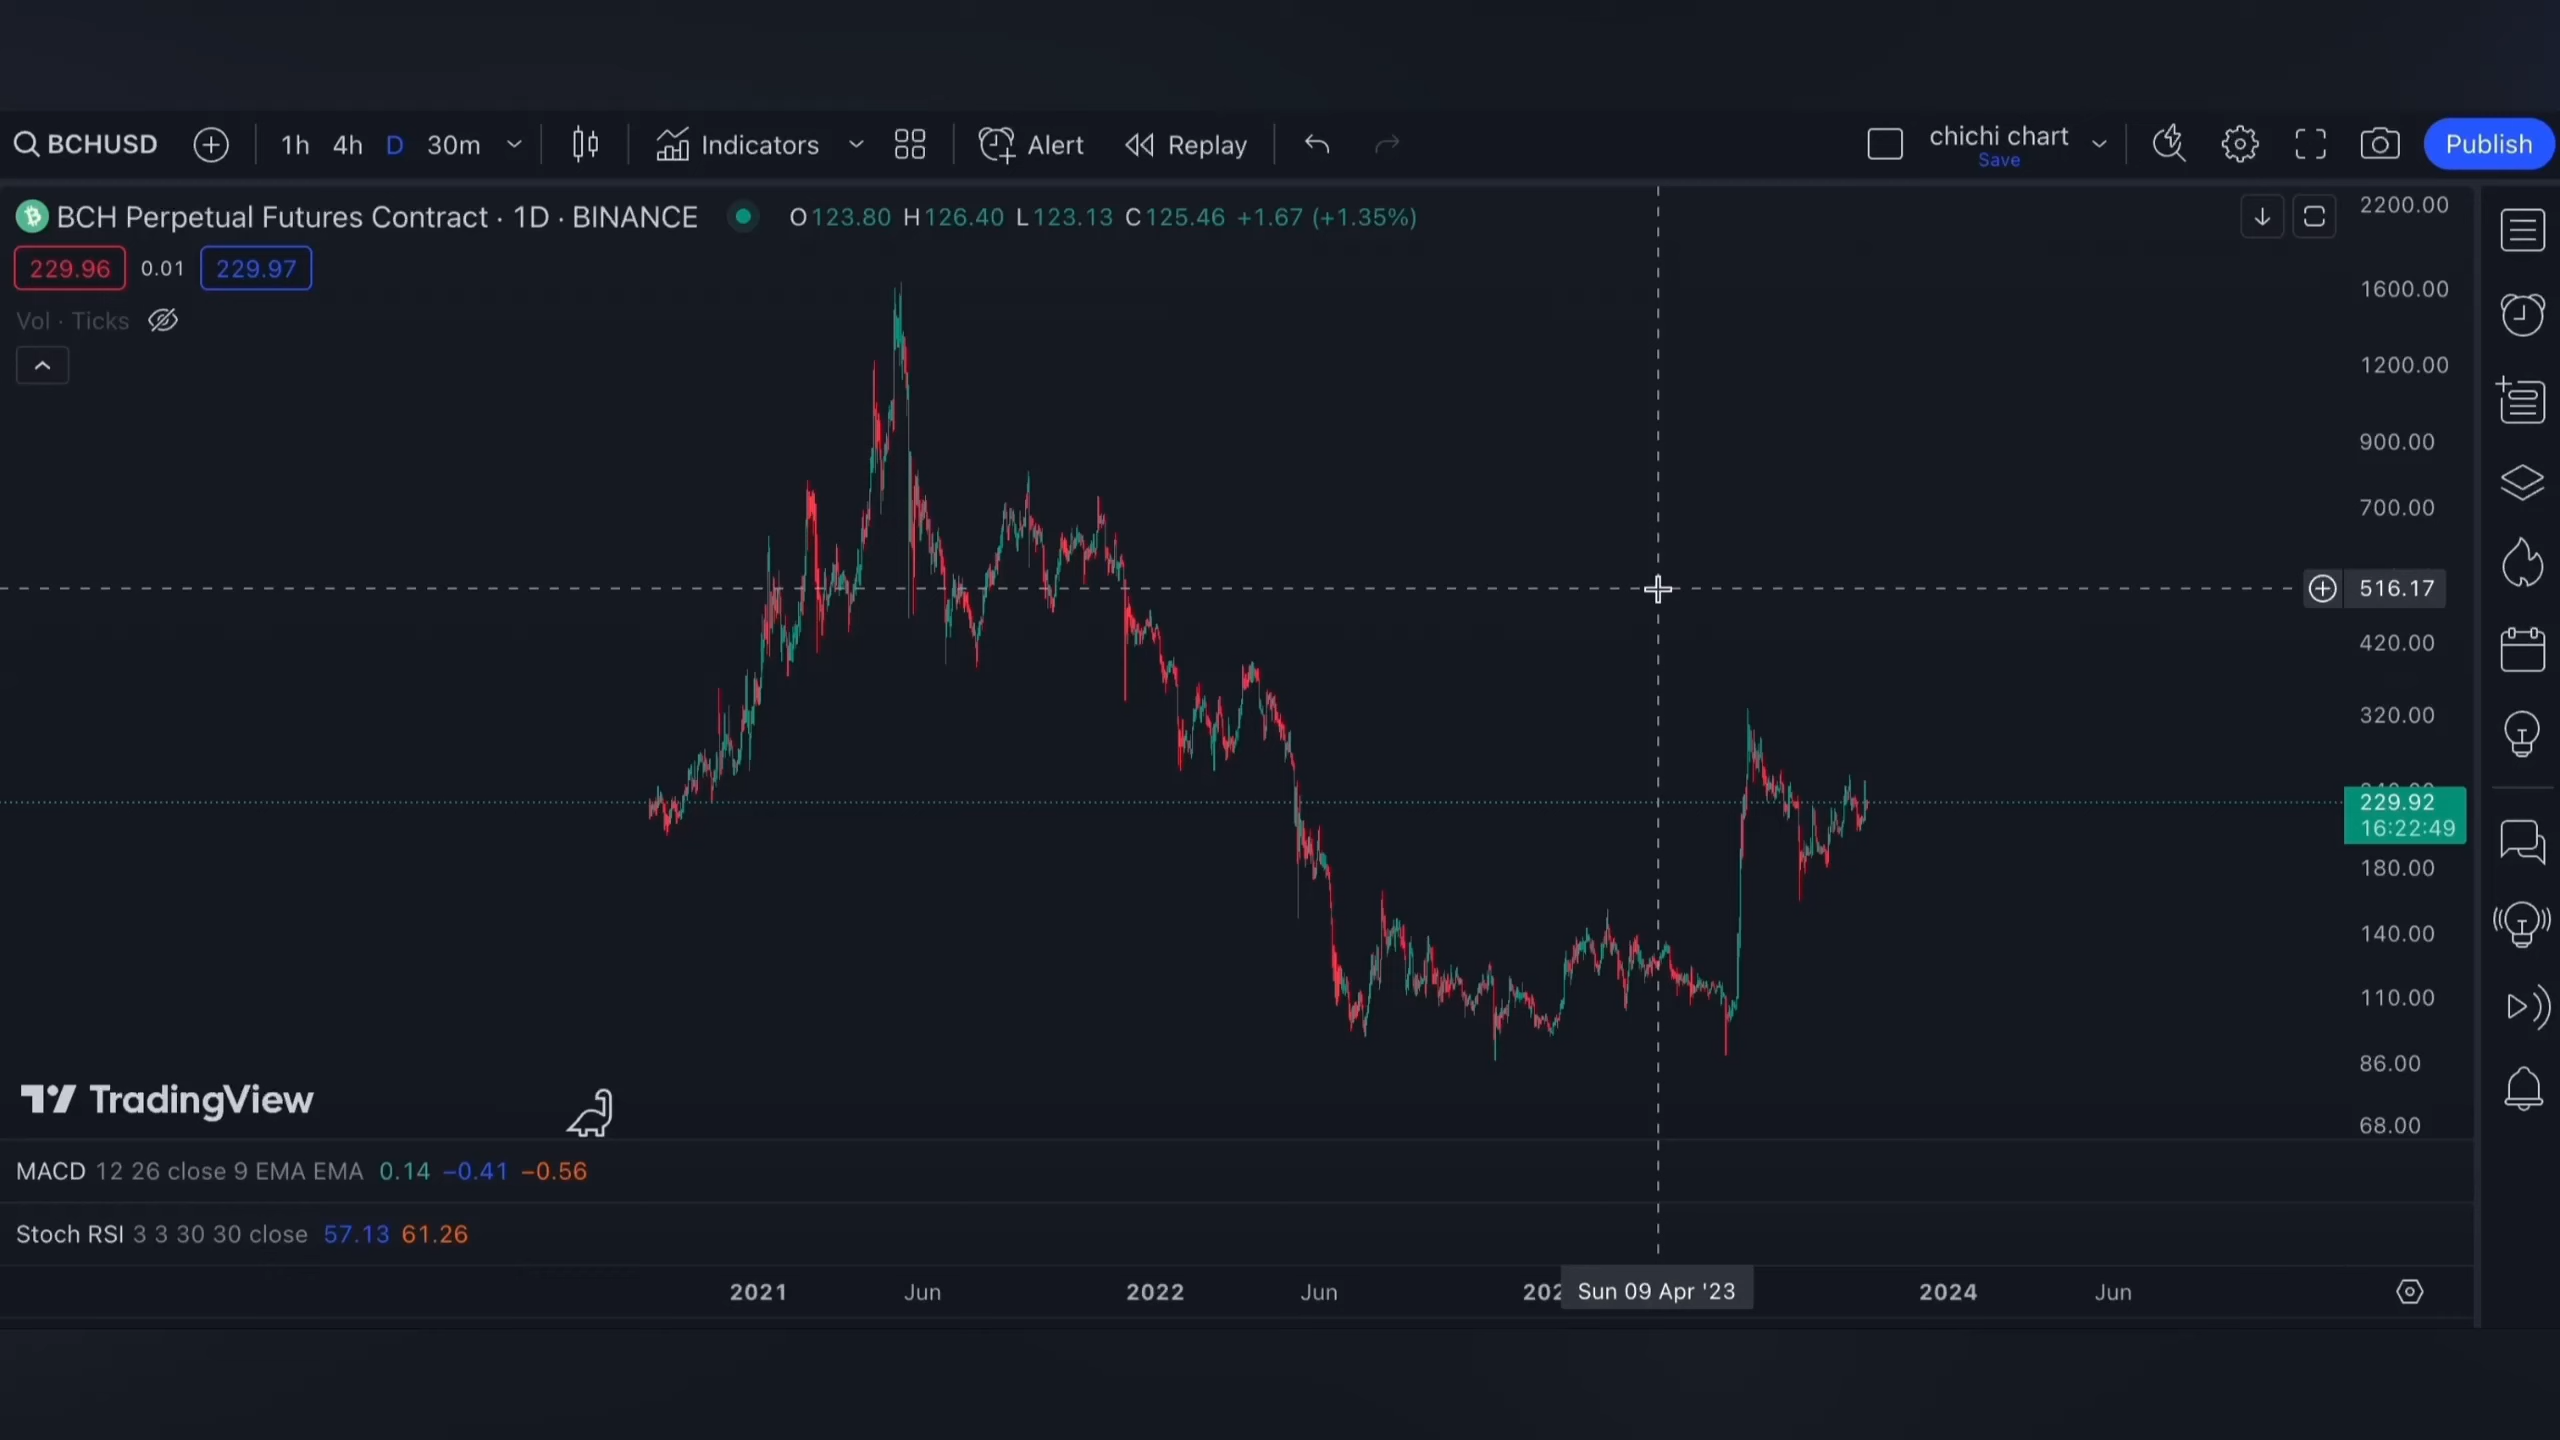 BCHUSD 1h 4h D 30m Indicators Alert Replay chichi chart Publish
Save
BCH Perpetual Futures Contract · 1D · BINANCE O123.80 H126.40 L123.13 C125.46 +1.67 (+1.35%)
229.96 0.01 229.97
Vol · Ticks
2200.00
1600.00
1200.00
900.00
700.00
516.17
420.00
320.00
229.92
16:22:49
180.00
140.00
110.00
86.00
68.00
TradingView
MACD 12 26 close 9 EMA EMA 0.14 −0.41 −0.56
Stoch RSI 3 3 30 30 close 57.13 61.26
2021 Jun 2022 Jun 202 Sun 09 Apr '23 2024 Jun